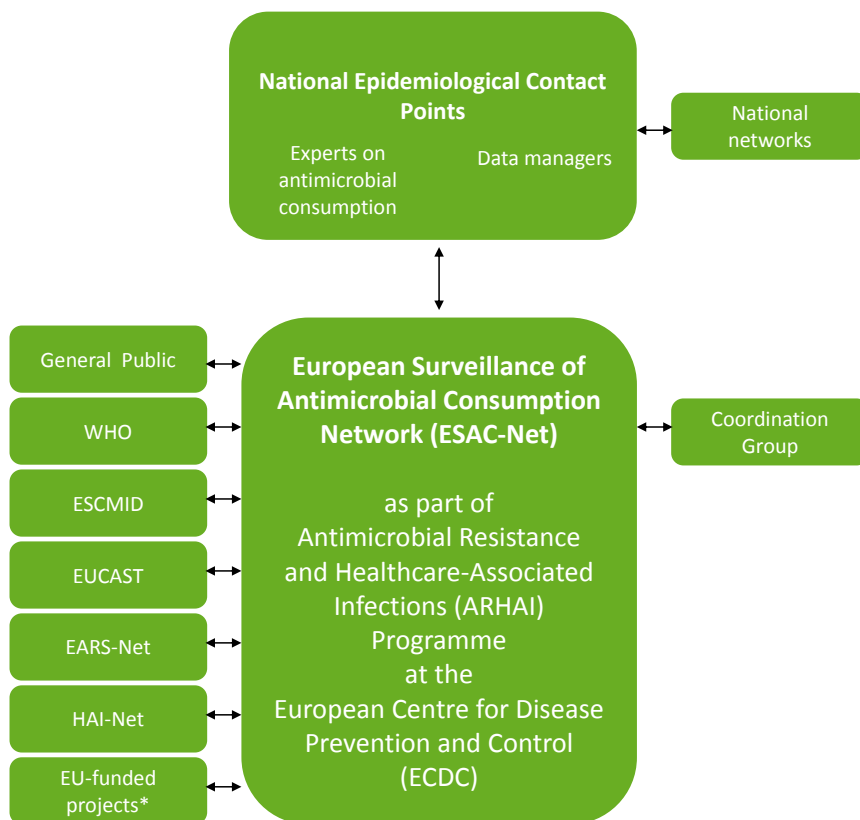 National Epidemiological Contact
Points
Experts on
antimicrobial
consumption
Data managers
National
networks
General Public
WHO
ESCMID
EUCAST
EARS-Net
HAI-Net
EU-funded
projects*
European Surveillance of
Antimicrobial Consumption
Network (ESAC-Net)
as part of
Antimicrobial Resistance
and Healthcare-Associated
Infections (ARHAI)
Programme
at the
European Centre for Disease
Prevention and Control
(ECDC)
Coordination
Group